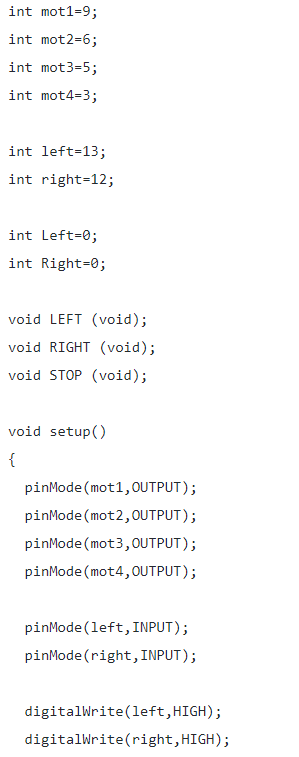 int mot1=9;
int mot2=6;
int mot3=5;
int mot4=3;
int left=13;
int right=12;
int Left=0;
int Right=0;
void LEFT (void);
void RIGHT (void);
void STOP (void);
void setup()
{
pinMode(mot1,OUTPUT);
pinMode(mot2,OUTPUT);
pinMode(mot3,OUTPUT);
pinMode(mot4,OUTPUT);
pinMode(left,INPUT);
pinMode(right,INPUT);
digitalWrite(left,HIGH);
digitalWrite(right,HIGH);